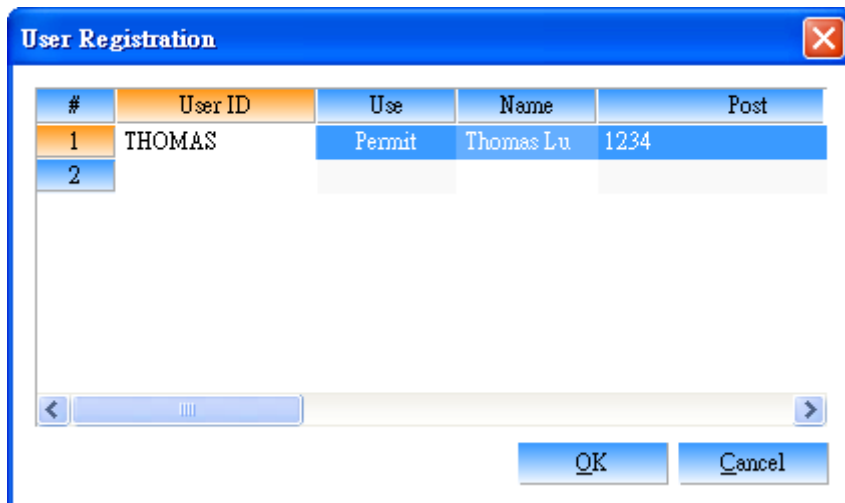 User Registration
# User ID Use Name Post
1 THOMAS Permit Thomas Lu 1234
2
OK Cancel